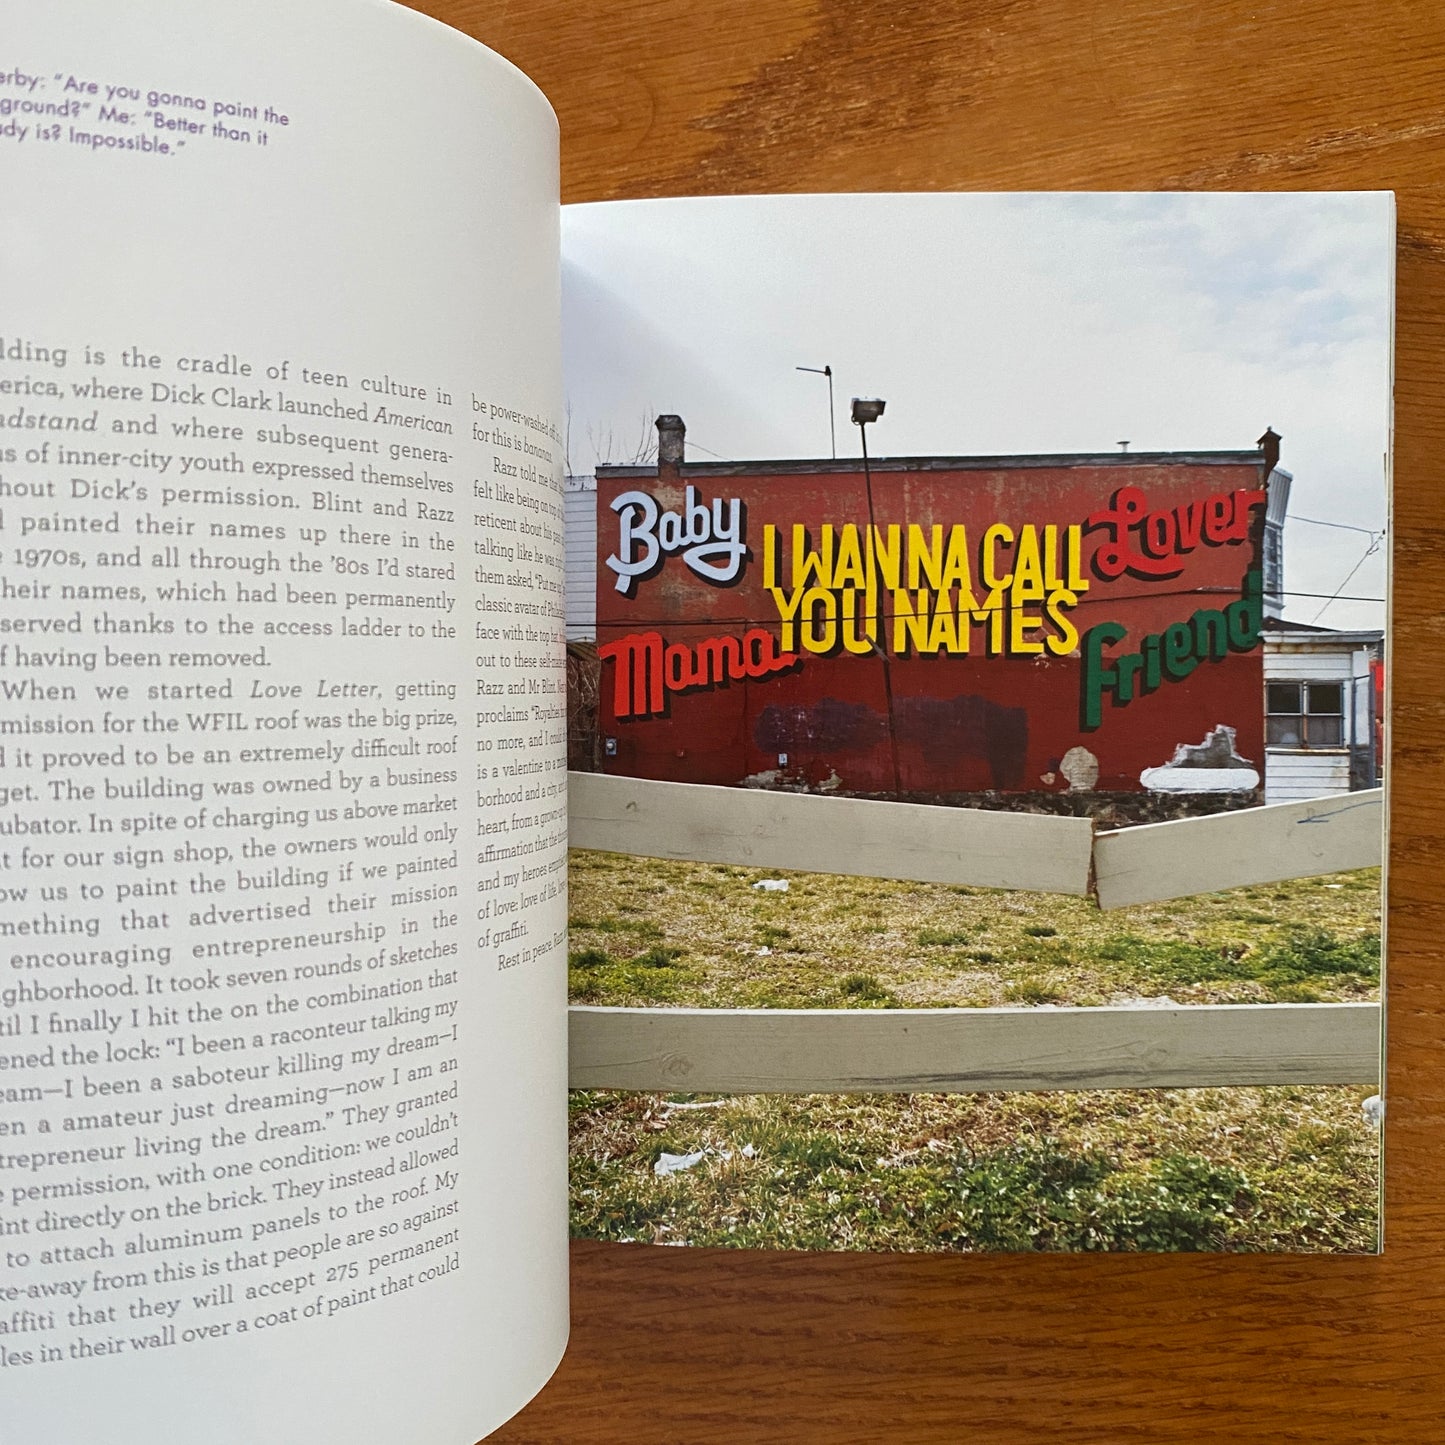 erby: “Are you gonna paint the
ground?” Me: “Better than it
dy is? Impossible.”
lding is the cradle of teen culture in
erica, where Dick Clark launched American
dstand and where subsequent genera-
s of inner-city youth expressed themselves
hout Dick’s permission. Blint and Razz
painted their names up there in the
1970s, and all through the ’80s I’d stared
heir names, which had been permanently
served thanks to the access ladder to the
f having been removed.
When we started Love Letter, getting
mission for the WFIL roof was the big prize,
it proved to be an extremely difficult roof
get. The building was owned by a business
ubator. In spite of charging us above market
t for our sign shop, the owners would only
ow us to paint the building if we painted
mething that advertised their mission
encouraging entrepreneurship in the
ghborhood. It took seven rounds of sketches
til I finally I hit the on the combination that
ened the lock: “I been a raconteur talking my
eam—I been a saboteur killing my dream—I
en a amateur just dreaming—now I am an
trepreneur living the dream.” They granted
permission, with one condition: we couldn’t
int directly on the brick. They instead allowed
to attach aluminum panels to the roof. My
ke-away from this is that people are so against
affiti that they will accept 275 permanent
les in their wall over a coat of paint that could
be power-washed off
for this is bananas.
Razz told me that
felt like being on top of
reticent about his
talking like he was
them asked, “Put me
classic avatar of
face with the top hat,
out to these
Razz and Mr Blint.
proclaims “Royalties
no more, and I
is a valentine to a
borhood and a city,
heart, from a grown
affirmation that the
and my heroes
of love: love of life, love
of graffiti.
Rest in peace, Razz
Baby
I WANNA CALL
Lover
YOU NAMES
Mama
Friend